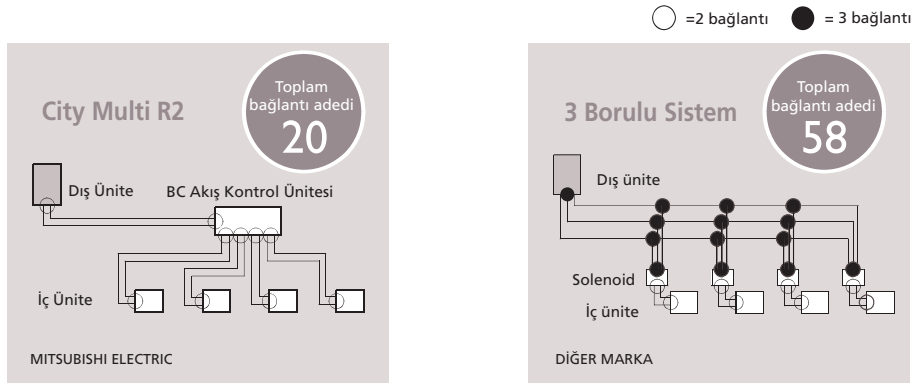 =2 bağlantı
= 3 bağlantı
City Multi R2
Toplam
bağlantı adedi
20
Dış Ünite
BC Akış Kontrol Ünitesi
İç Ünite
MITSUBISHI ELECTRIC
3 Borulu Sistem
Toplam
bağlantı adedi
58
Dış ünite
Solenoid
İç ünite
DİĞER MARKA